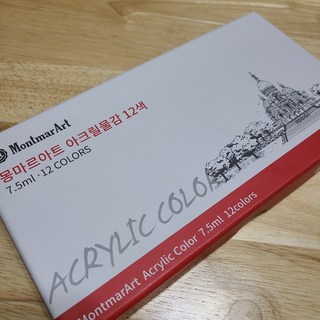 MontmarArt
몽마르아트 아크릴물감 12색
7.5ml · 12 COLORS
ACRYLIC COLOR
MontmarArt Acrylic Color 7.5ml 12colors